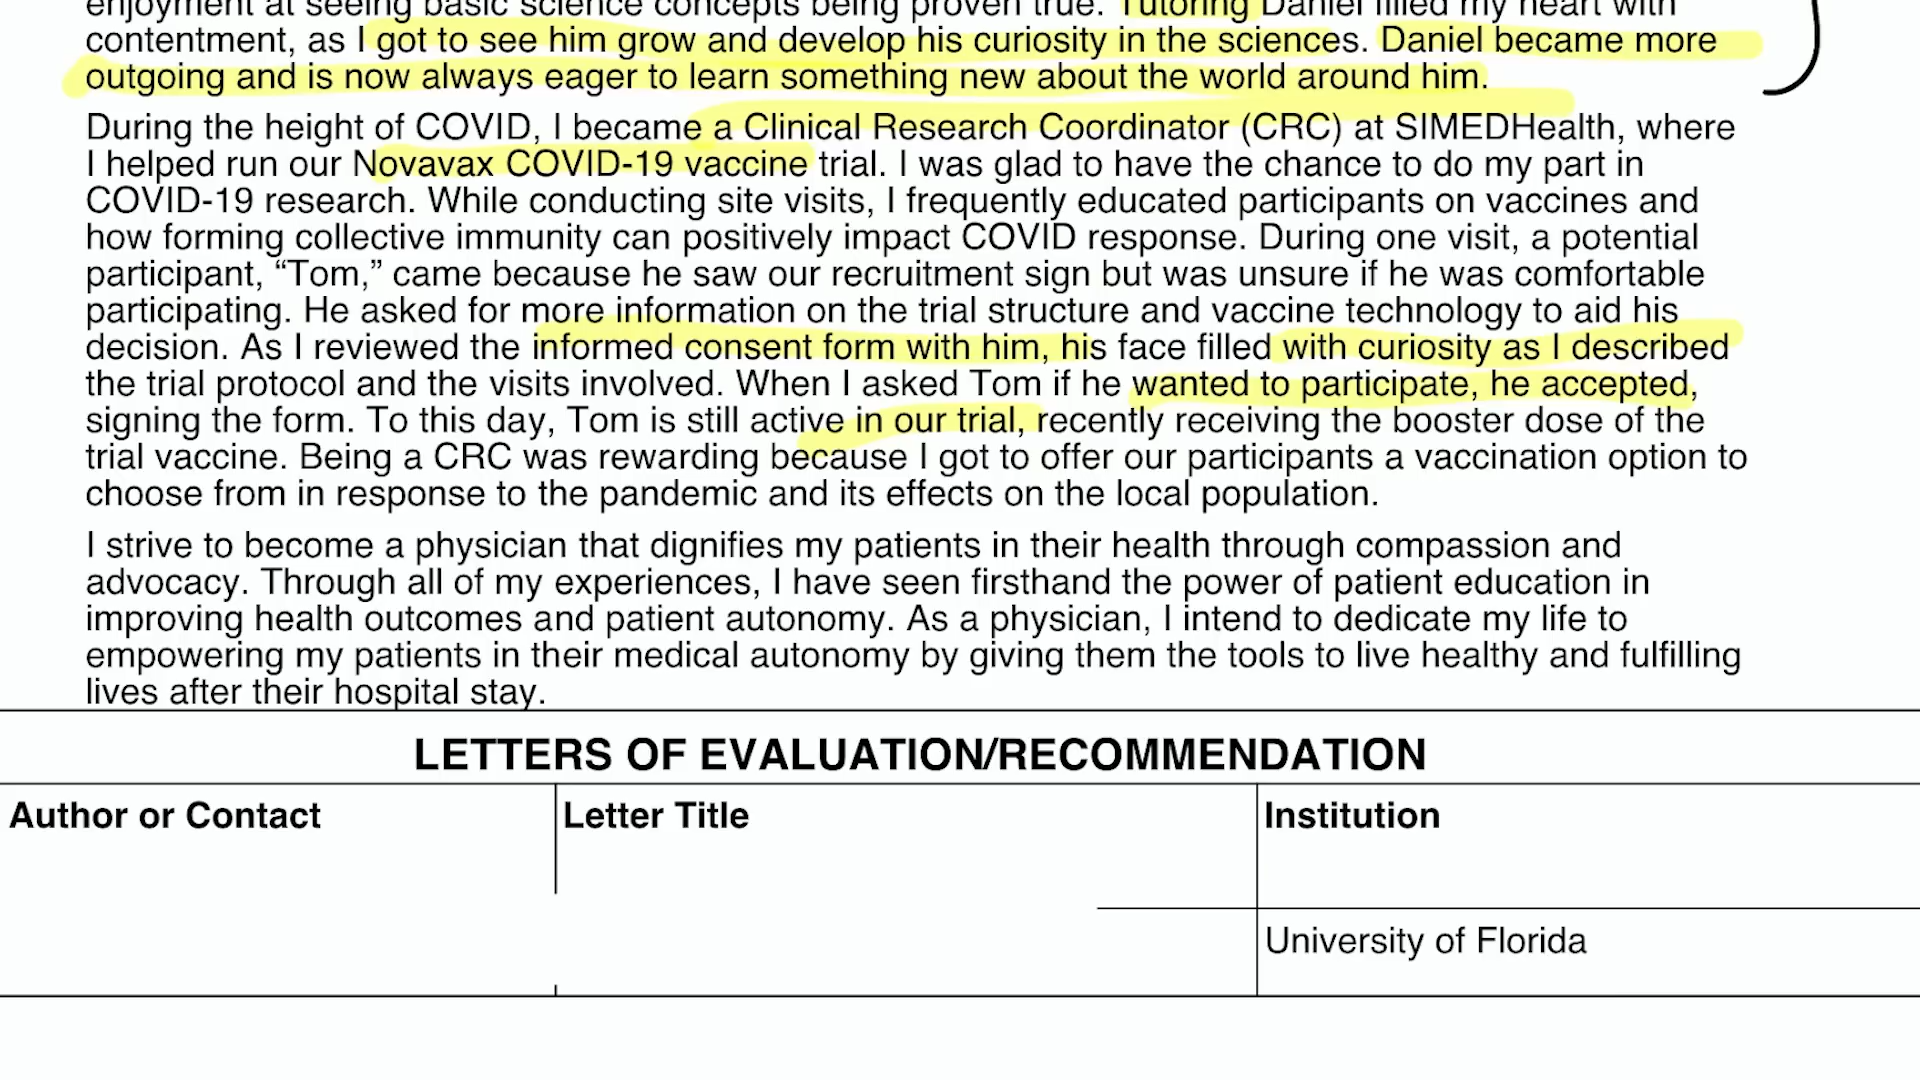 enjoyment at seeing basic science concepts being proven true. Tutoring Daniel filled my heart with
contentment, as I got to see him grow and develop his curiosity in the sciences. Daniel became more
outgoing and is now always eager to learn something new about the world around him.
During the height of COVID, I became a Clinical Research Coordinator (CRC) at SIMEDHealth, where
I helped run our Novavax COVID-19 vaccine trial. I was glad to have the chance to do my part in
COVID-19 research. While conducting site visits, I frequently educated participants on vaccines and
how forming collective immunity can positively impact COVID response. During one visit, a potential
participant, “Tom,” came because he saw our recruitment sign but was unsure if he was comfortable
participating. He asked for more information on the trial structure and vaccine technology to aid his
decision. As I reviewed the informed consent form with him, his face filled with curiosity as I described
the trial protocol and the visits involved. When I asked Tom if he wanted to participate, he accepted,
signing the form. To this day, Tom is still active in our trial, recently receiving the booster dose of the
trial vaccine. Being a CRC was rewarding because I got to offer our participants a vaccination option to
choose from in response to the pandemic and its effects on the local population.
I strive to become a physician that dignifies my patients in their health through compassion and
advocacy. Through all of my experiences, I have seen firsthand the power of patient education in
improving health outcomes and patient autonomy. As a physician, I intend to dedicate my life to
empowering my patients in their medical autonomy by giving them the tools to live healthy and fulfilling
lives after their hospital stay.
LETTERS OF EVALUATION/RECOMMENDATION
Author or Contact Letter Title Institution
University of Florida